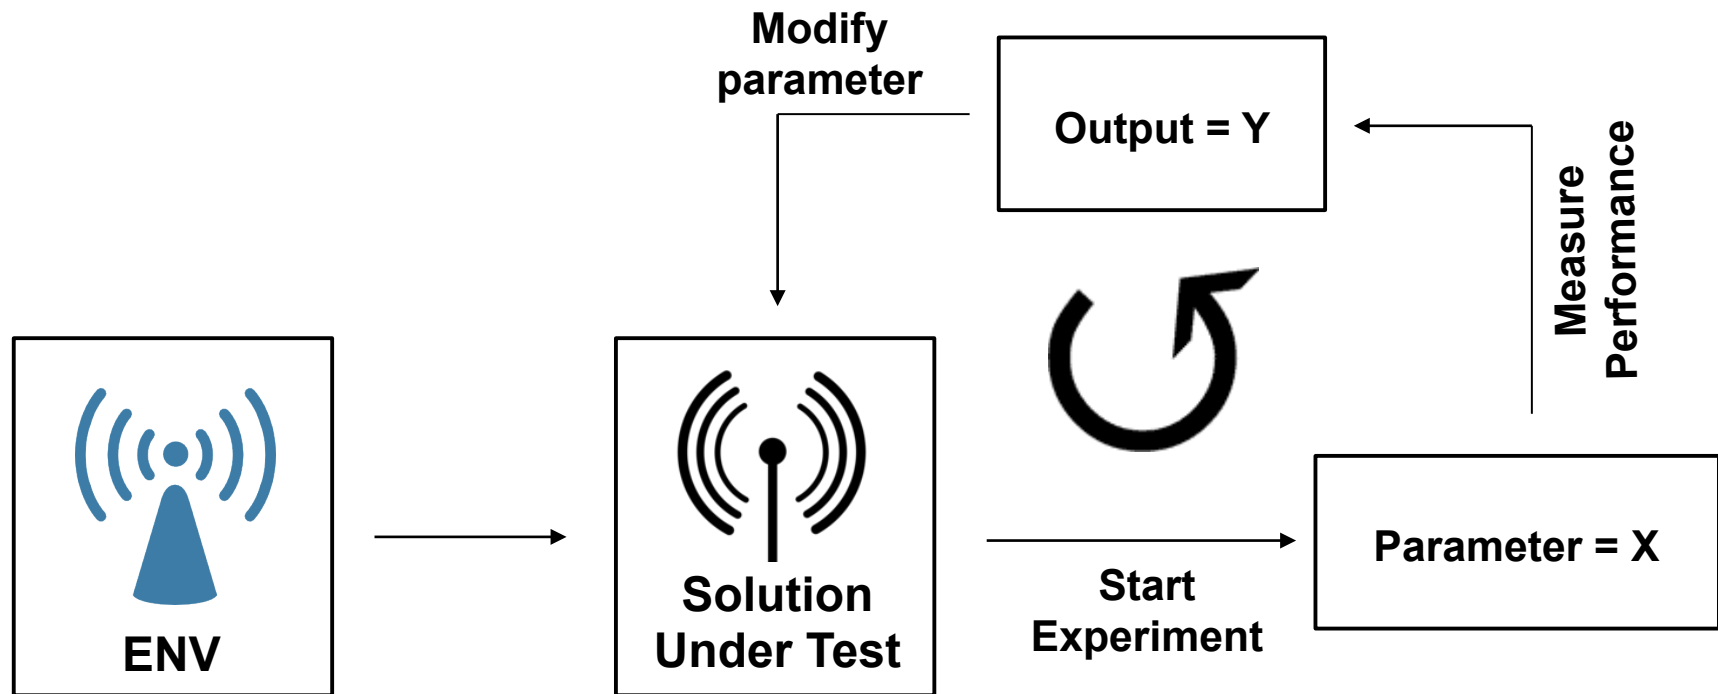 Modify
parameter
Output = Y
Measure
Performance
ENV
Solution
Under Test
Start
Experiment
Parameter = X